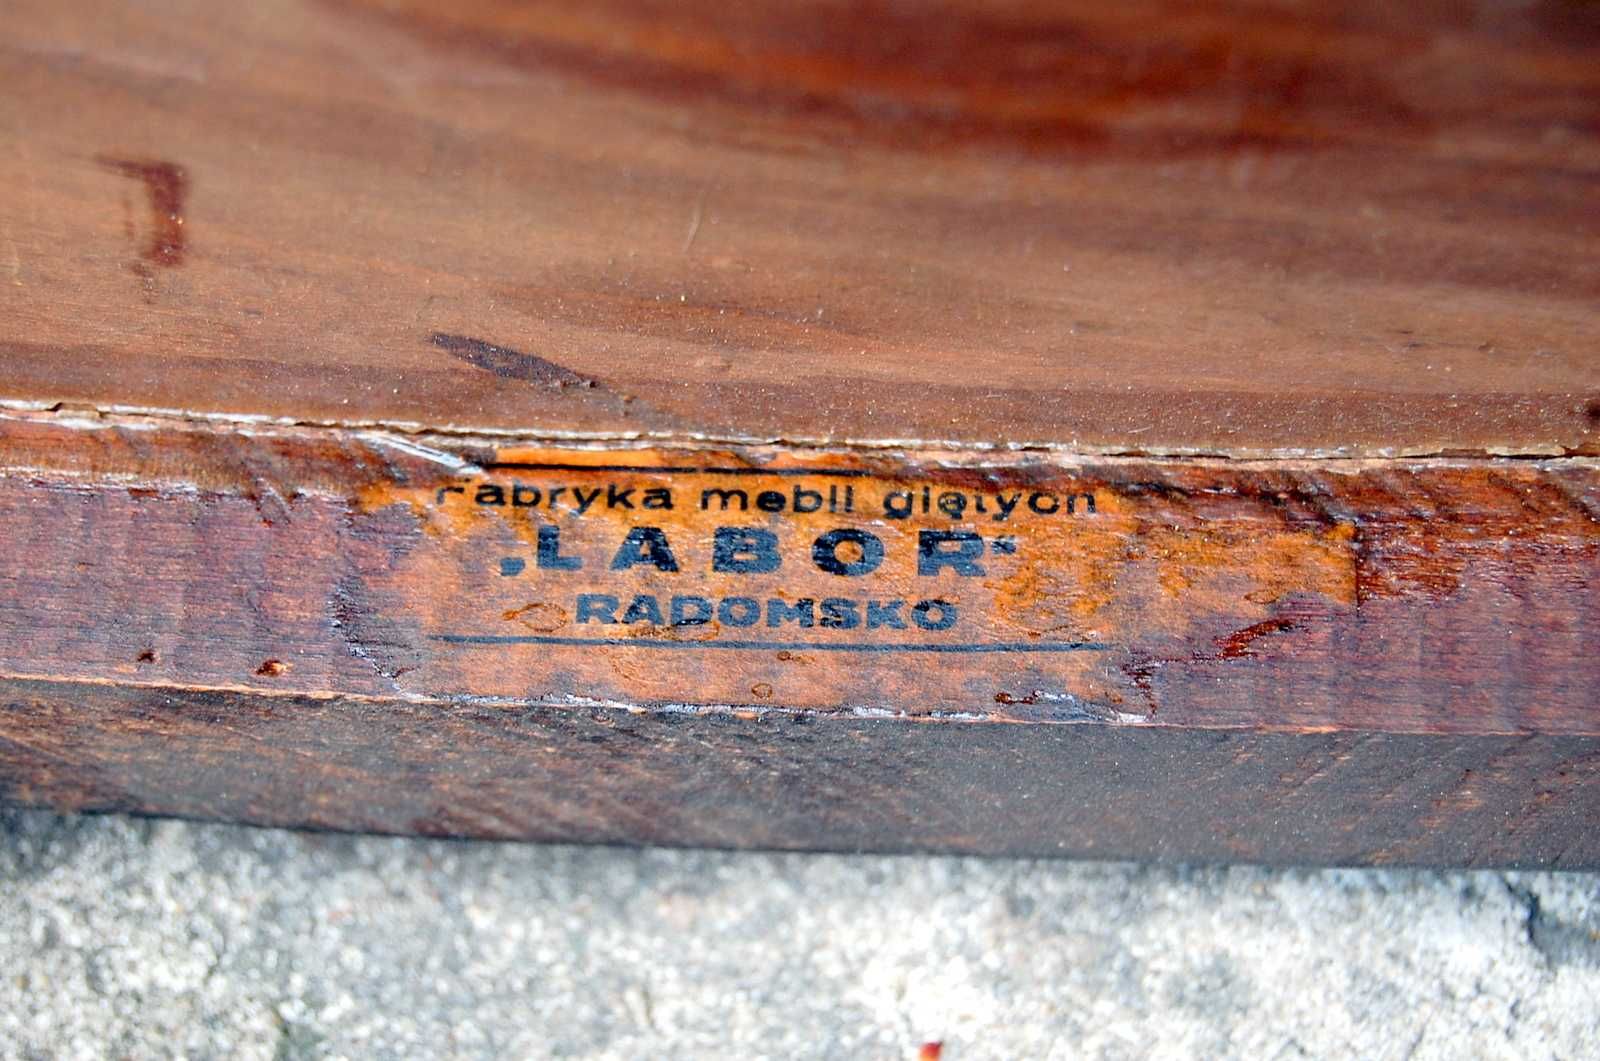 Fabryka mebli giętych
„LABOR“
RADOMSKO